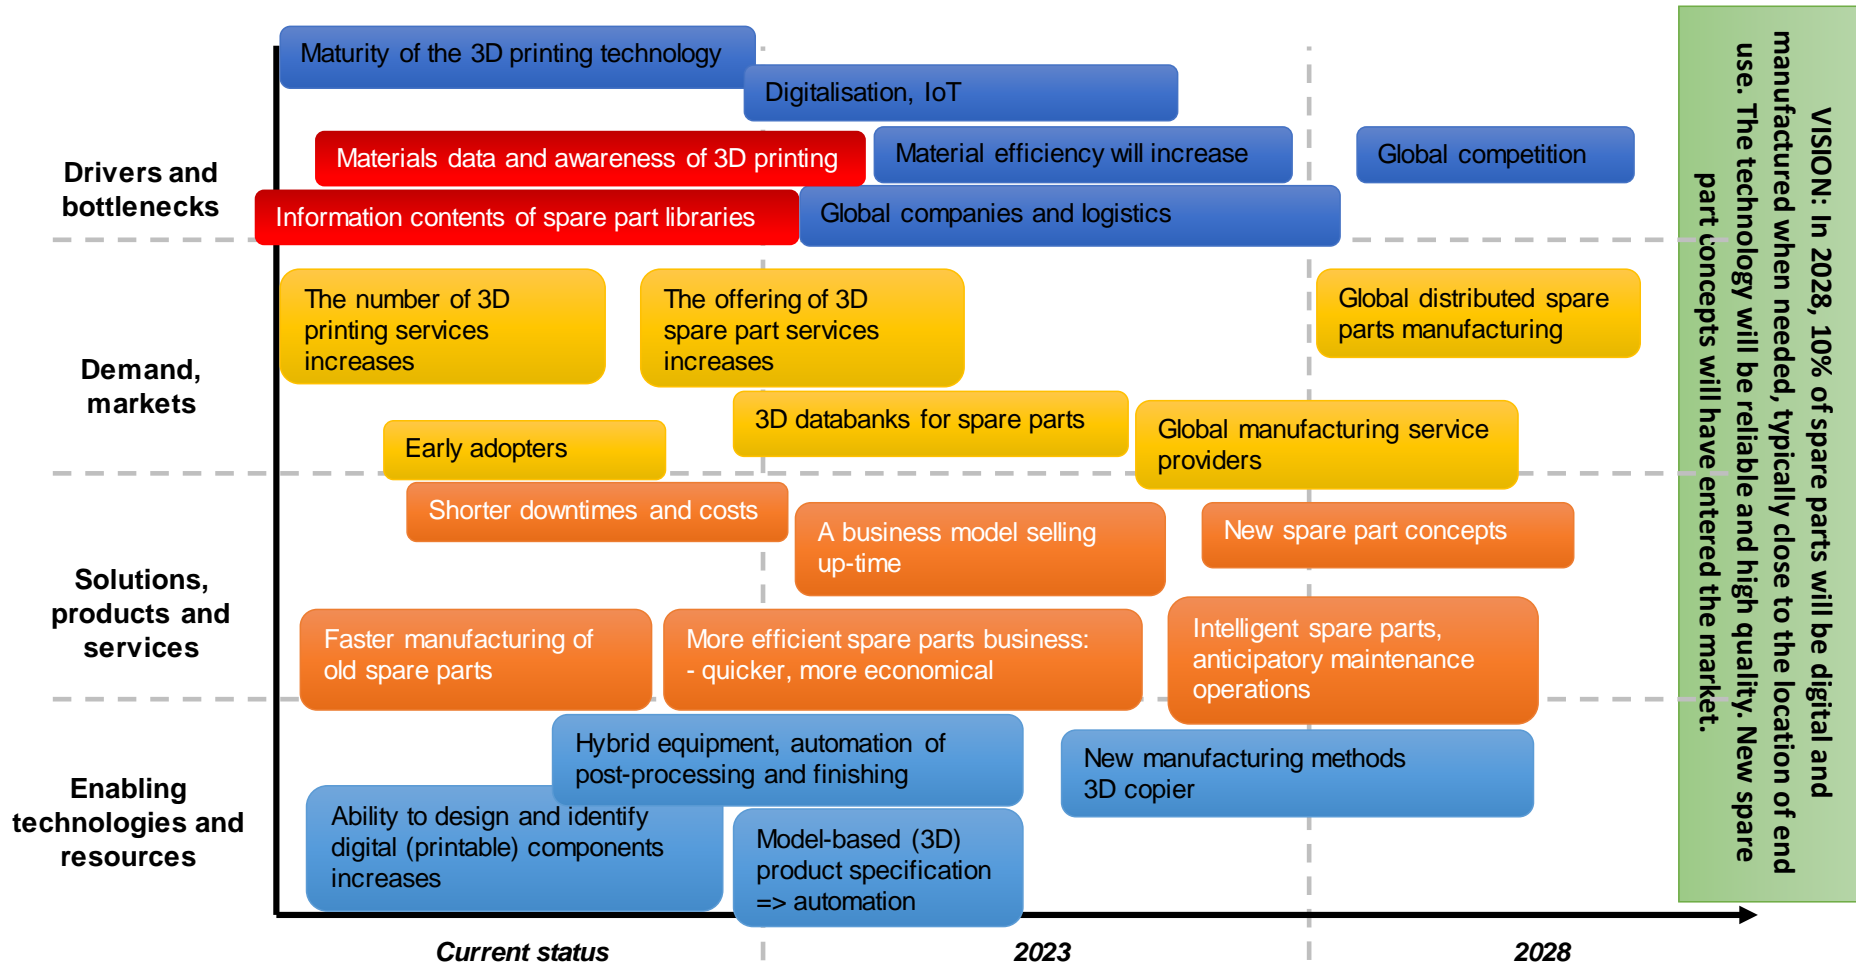 Maturity of the 3D printing technology
Digitalisation, IoT
Drivers and
bottlenecks
Materials data and awareness of 3D printing
Material efficiency will increase
Global competition
Information contents of spare part libraries
Global companies and logistics
Demand,
markets
The number of 3D
printing services
increases
The offering of 3D
spare part services
increases
Global distributed spare
parts manufacturing
Early adopters
3D databanks for spare parts
Global manufacturing service
providers
Solutions,
products and
services
Shorter downtimes and costs
A business model selling
up-time
New spare part concepts
Faster manufacturing of
old spare parts
More efficient spare parts business:
- quicker, more economical
Intelligent spare parts,
anticipatory maintenance
operations
Enabling
technologies and
resources
Hybrid equipment, automation of
post-processing and finishing
New manufacturing methods
3D copier
Ability to design and identify
digital (printable) components
increases
Model-based (3D)
product specification
=> automation
Current status
2023
2028
VISION: In 2028, 10% of spare parts will be digital and
manufactured when needed, typically close to the location of end
use. The technology will be reliable and high quality. New spare
part concepts will have entered the market.